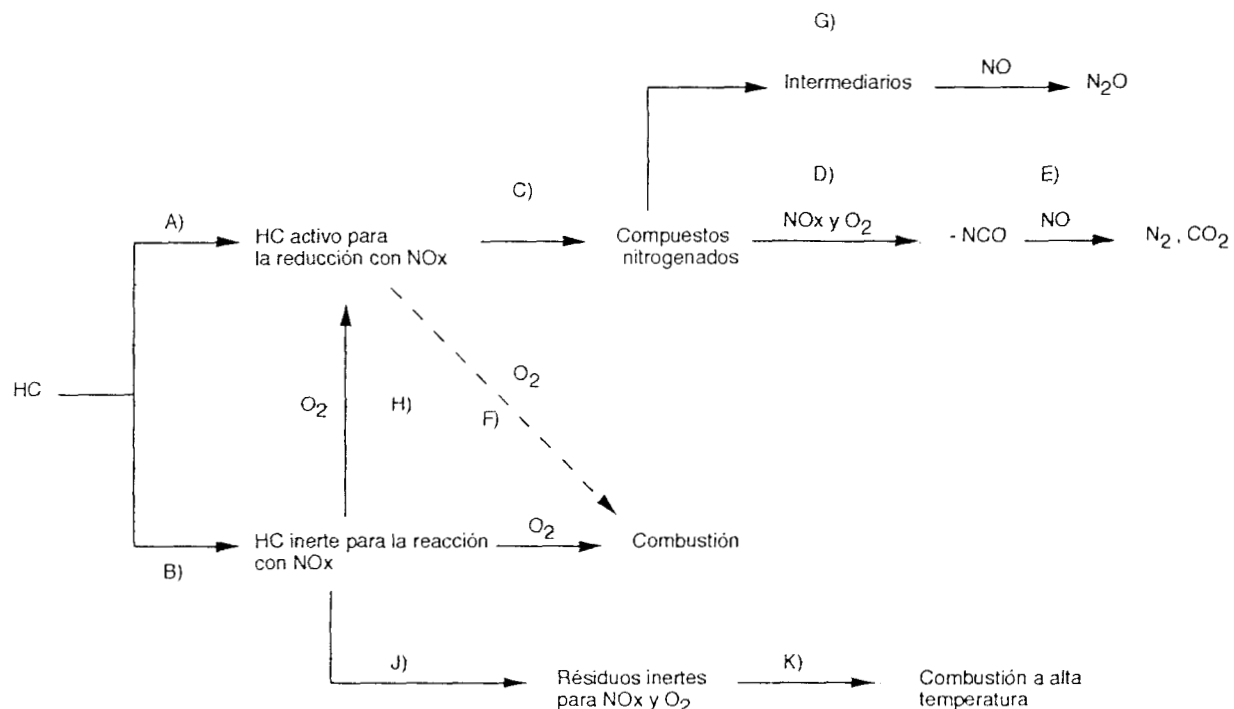 G)
Intermediarios
NO
N2O
D)
E)
C)
A)
HC activo para
la reducción con NOx
Compuestos
nitrogenados
NOx y O2
- NCO
NO
N2 , CO2
O2
HC
O2
H)
F)
B)
HC inerte para la reacción
con NOx
O2
Combustión
J)
Résiduos inertes
para NOx y O2
K)
Combustión a alta
temperatura